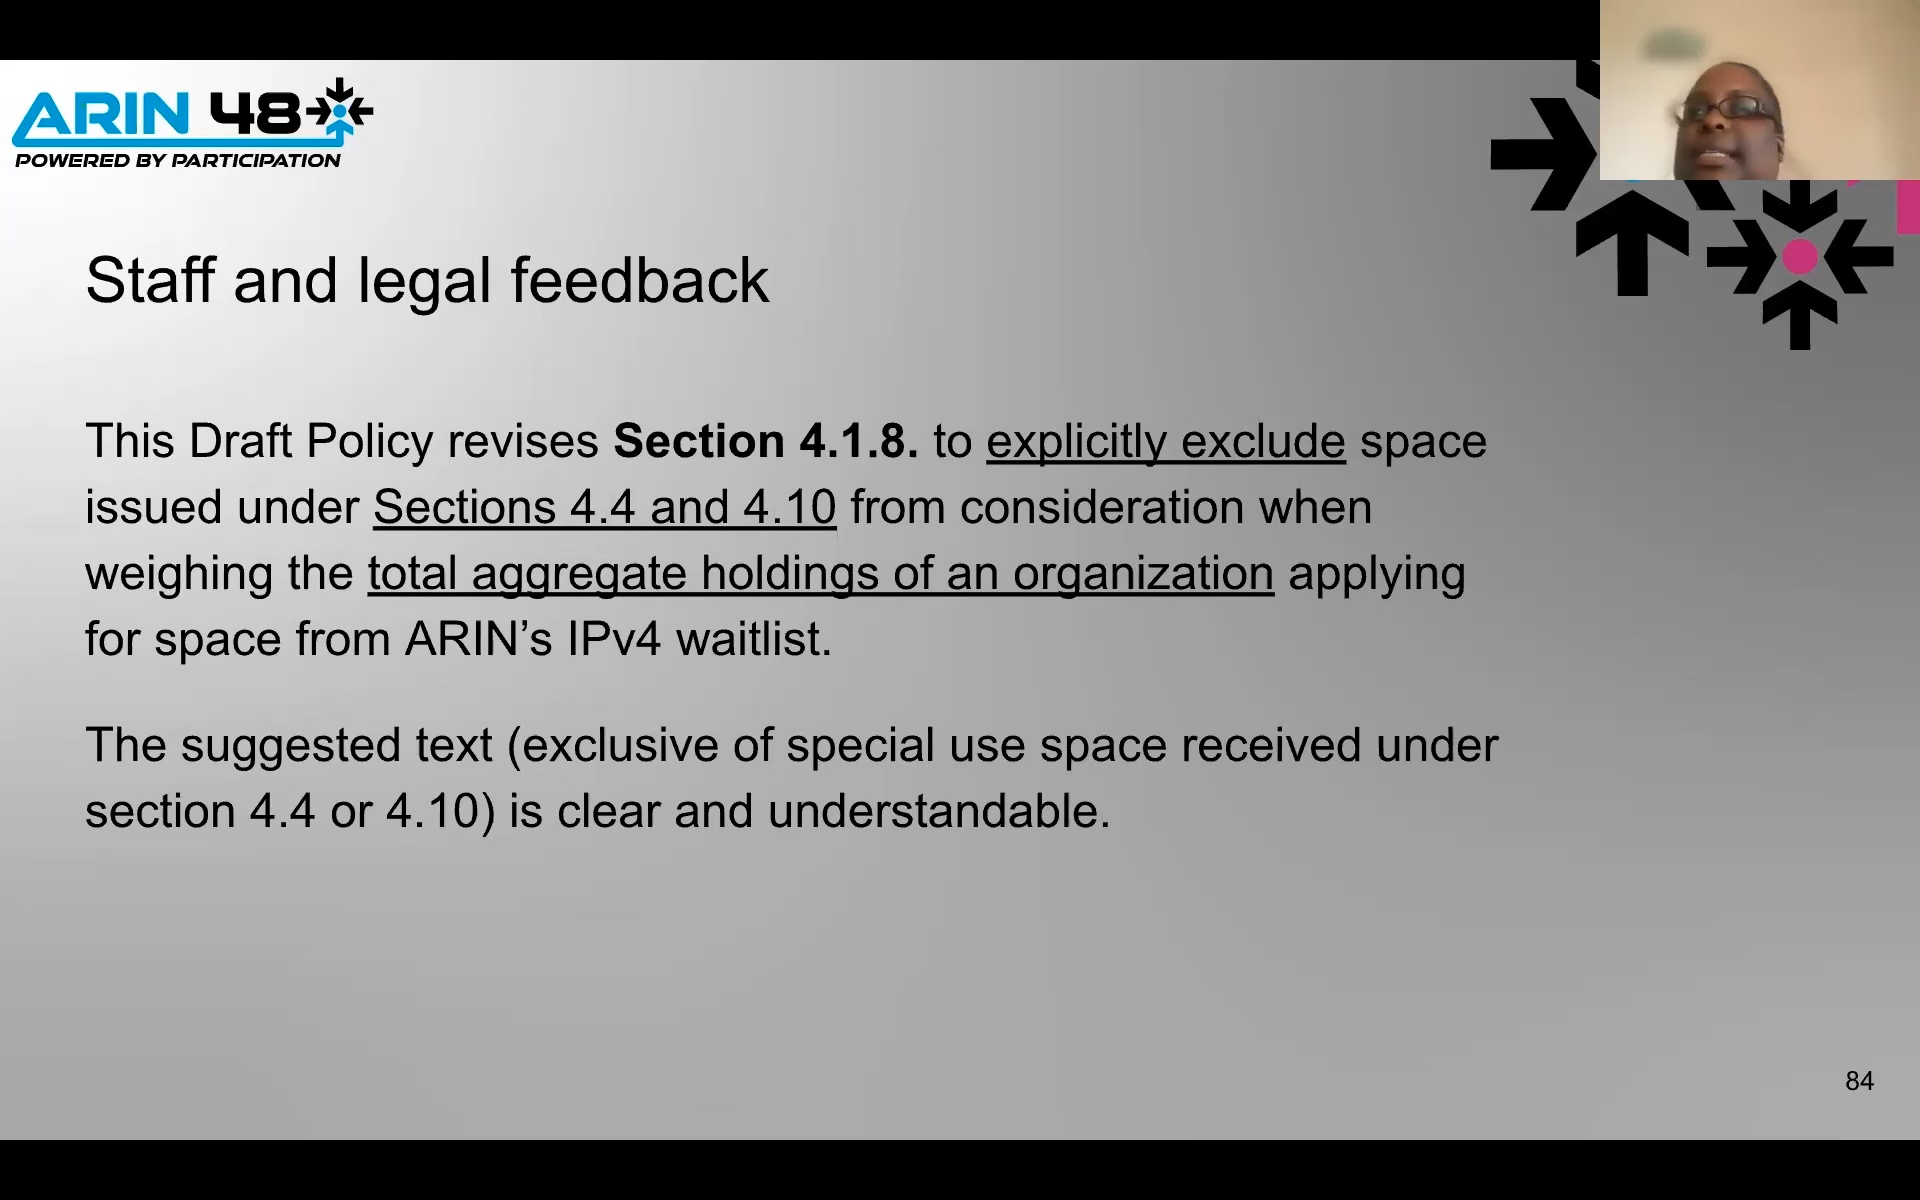 ARIN 48
POWERED BY PARTICIPATION
Staff and legal feedback
This Draft Policy revises Section 4.1.8. to explicitly exclude space
issued under Sections 4.4 and 4.10 from consideration when
weighing the total aggregate holdings of an organization applying
for space from ARIN’s IPv4 waitlist.
The suggested text (exclusive of special use space received under
section 4.4 or 4.10) is clear and understandable.
84